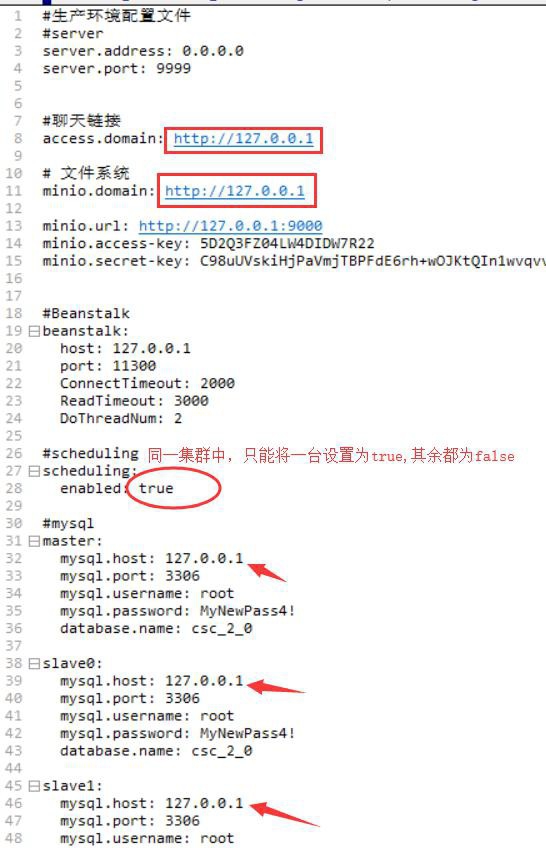 1 #生产环境配置文件
2 #server
3 server.address: 0.0.0.0
4 server.port: 9999
5
6
7 #聊天链接
8 access.domain: http://127.0.0.1
9
10 # 文件系统
11 minio.domain: http://127.0.0.1
12
13 minio.url: http://127.0.0.1:9000
14 minio.access-key: 5D2Q3FZ04LW4DIDW7R22
15 minio.secret-key: C98uUVskiHjPaVmjTBPFdE6rh+wOJKtQIn1wvqv
16
17
18 #Beanstalk
19 beanstalk:
20 host: 127.0.0.1
21 port: 11300
22 ConnectTimeout: 2000
23 ReadTimeout: 3000
24 DoThreadNum: 2
25
26 #scheduling 同一集群中，只能将一台设置为true,其余都为false
27 scheduling:
28 enabled: true
29
30 #mysql
31 master:
32 mysql.host: 127.0.0.1
33 mysql.port: 3306
34 mysql.username: root
35 mysql.password: MyNewPass4!
36 database.name: csc_2_0
37
38 slave0:
39 mysql.host: 127.0.0.1
40 mysql.port: 3306
41 mysql.username: root
42 mysql.password: MyNewPass4!
43 database.name: csc_2_0
44
45 slave1:
46 mysql.host: 127.0.0.1
47 mysql.port: 3306
48 mysql.username: root